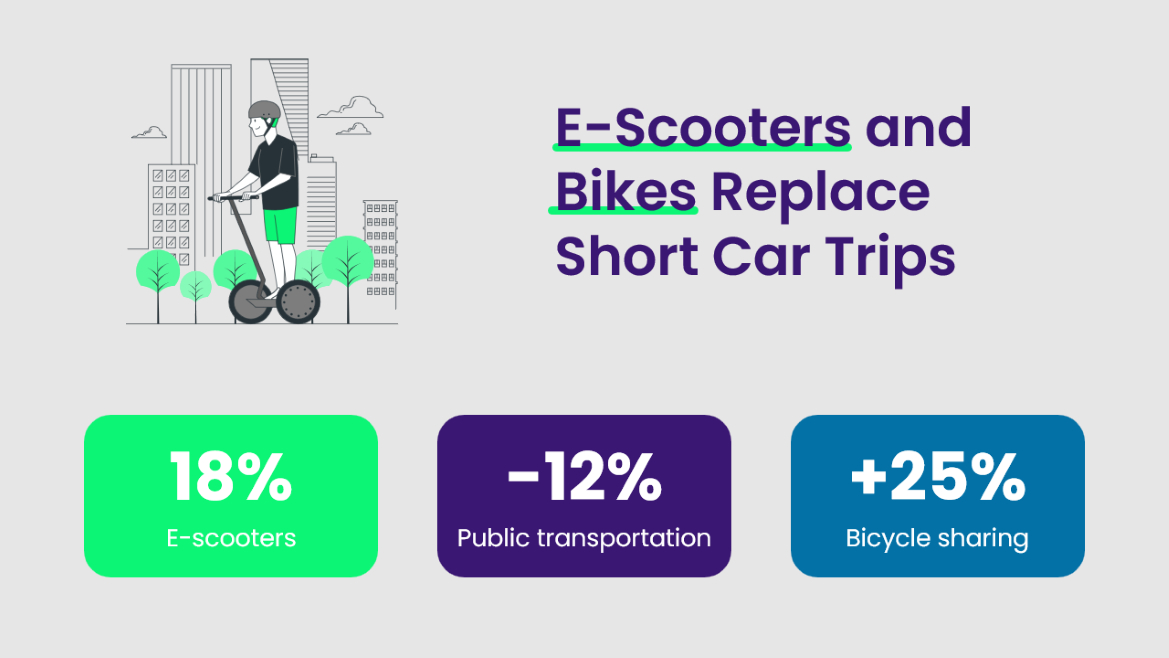 E-Scooters and
Bikes Replace
Short Car Trips
18%
E-scooters
-12%
Public transportation
+25%
Bicycle sharing